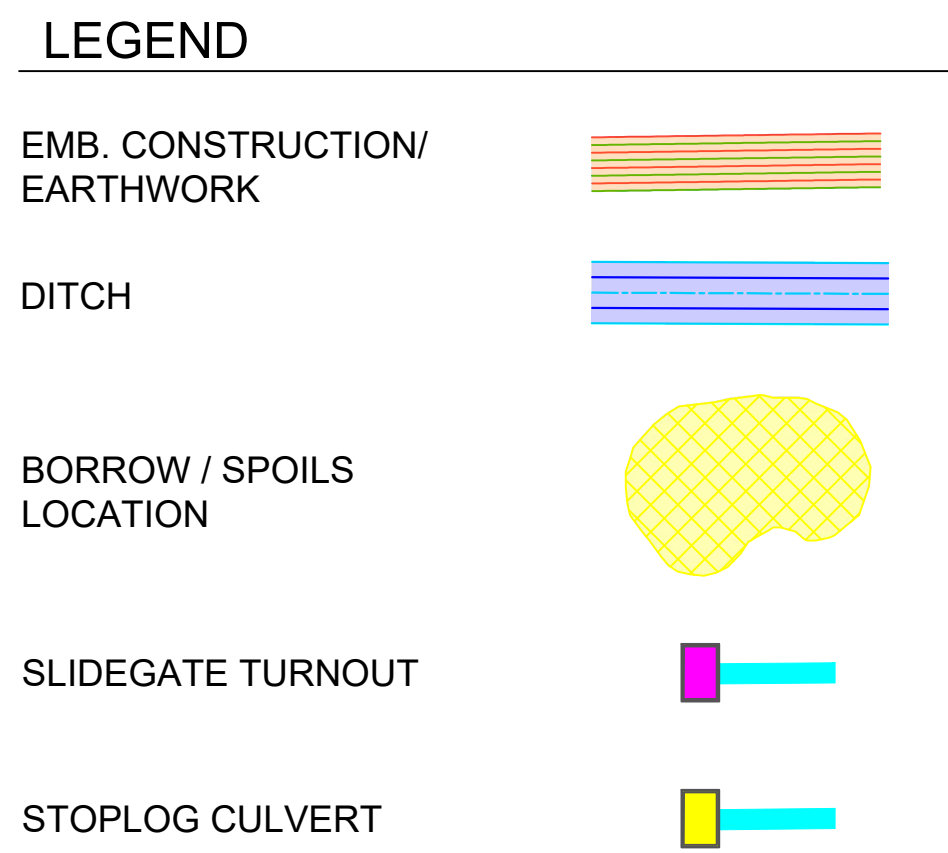 LEGEND
EMB. CONSTRUCTION/
EARTHWORK
DITCH
BORROW / SPOILS
LOCATION
SLIDEGATE TURNOUT
STOPLOG CULVERT